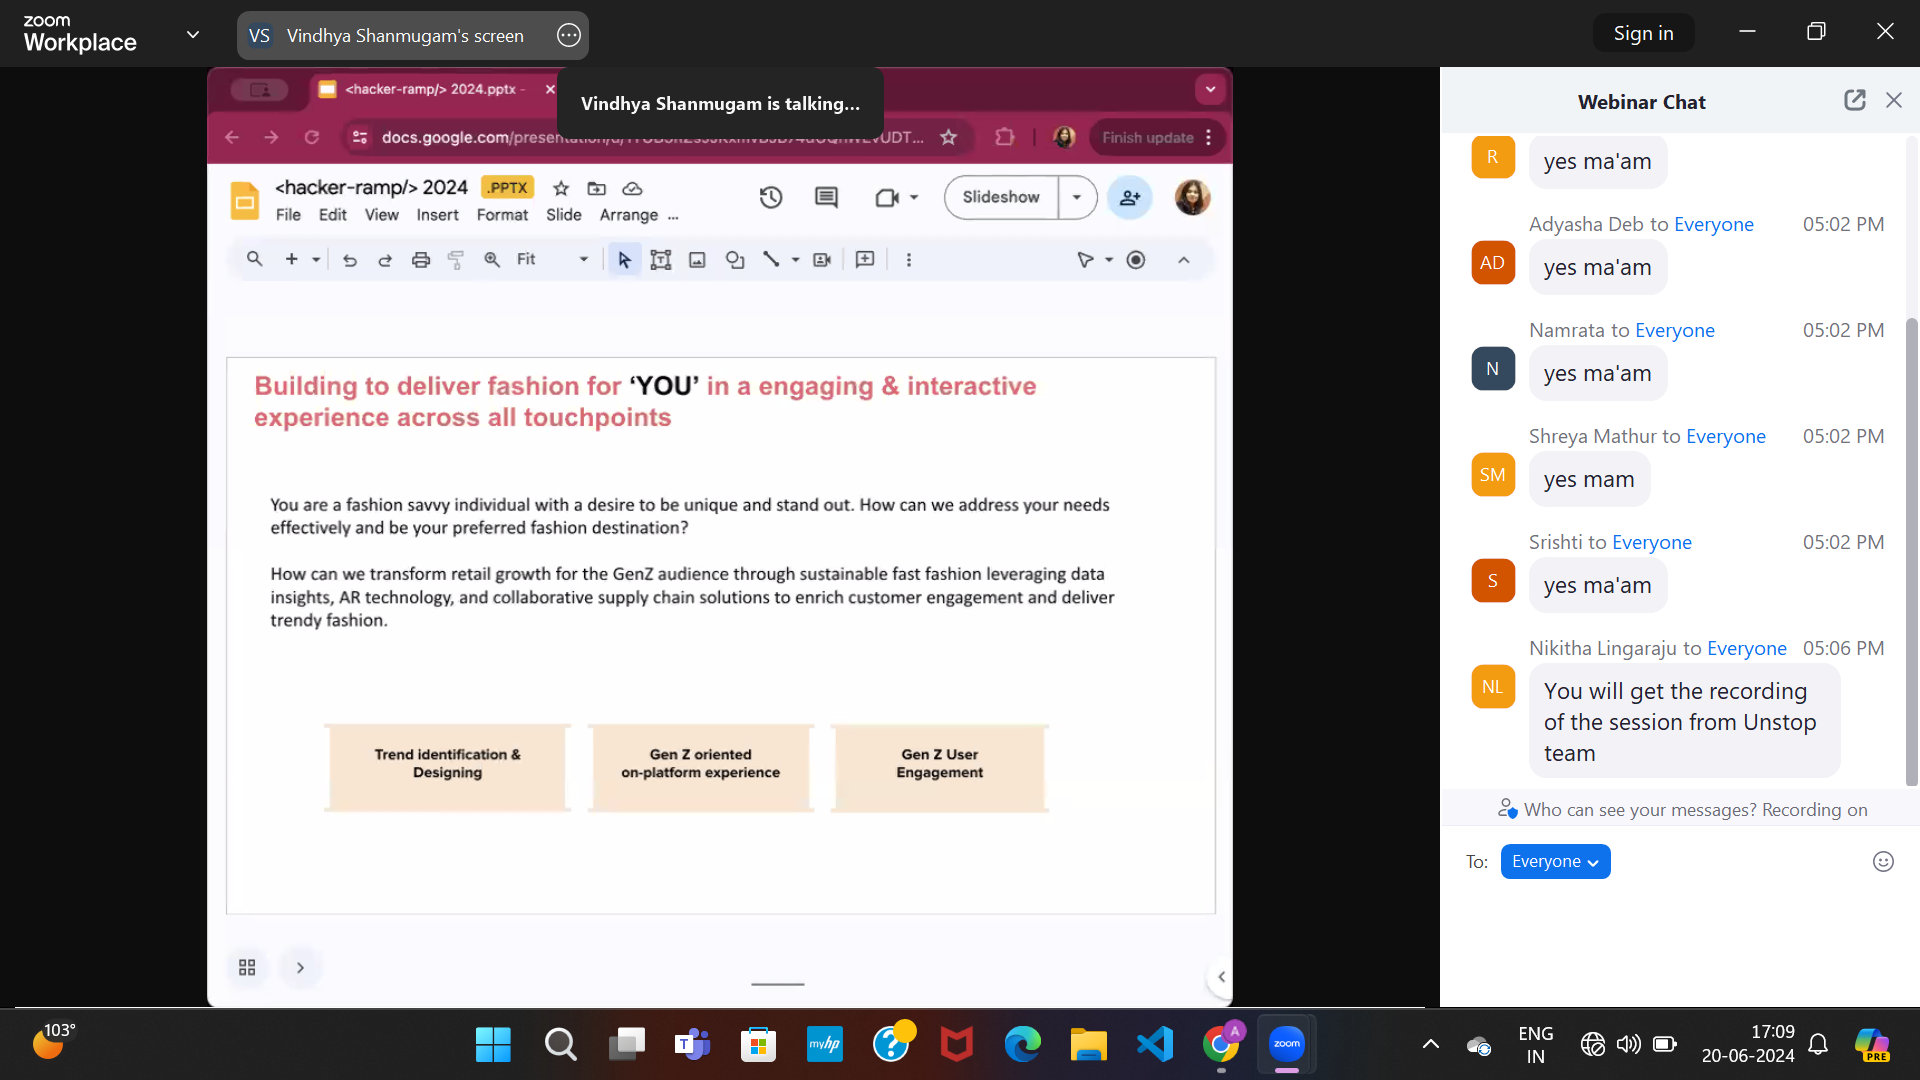 zoom
Workplace
VS Vindhya Shanmugam's screen
Sign in
<hacker-ramp/> 2024.pptx -
Vindhya Shanmugam is talking...
Finish update
<hacker-ramp/> 2024 .PPTX
File Edit View Insert Format Slide Arrange ...
Slideshow
Fit
Building to deliver fashion for ‘YOU’ in a engaging & interactive
experience across all touchpoints
You are a fashion savvy individual with a desire to be unique and stand out. How can we address your needs
effectively and be your preferred fashion destination?
How can we transform retail growth for the GenZ audience through sustainable fast fashion leveraging data
insights, AR technology, and collaborative supply chain solutions to enrich customer engagement and deliver
trendy fashion.
Trend identification &
Designing
Gen Z oriented
on-platform experience
Gen Z User
Engagement
Webinar Chat
R
yes ma'am
Adyasha Deb to Everyone 05:02 PM
AD
yes ma'am
Namrata to Everyone 05:02 PM
N
yes ma'am
Shreya Mathur to Everyone 05:02 PM
SM
yes mam
Srishti to Everyone 05:02 PM
S
yes ma'am
Nikitha Lingaraju to Everyone 05:06 PM
NL
You will get the recording
of the session from Unstop
team
Who can see your messages? Recording on
To: Everyone
103°
myhp
A
zoom
ENG
IN
17:09
20-06-2024
PRE